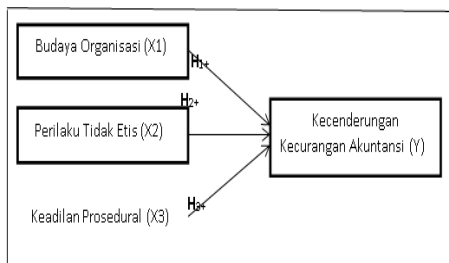 Budaya Organisasi (X1)
H1+
H2+
Perilaku Tidak Etis (X2)
Kecenderungan
Kecurangan Akuntansi (Y)
H3+
Keadilan Prosedural (X3)